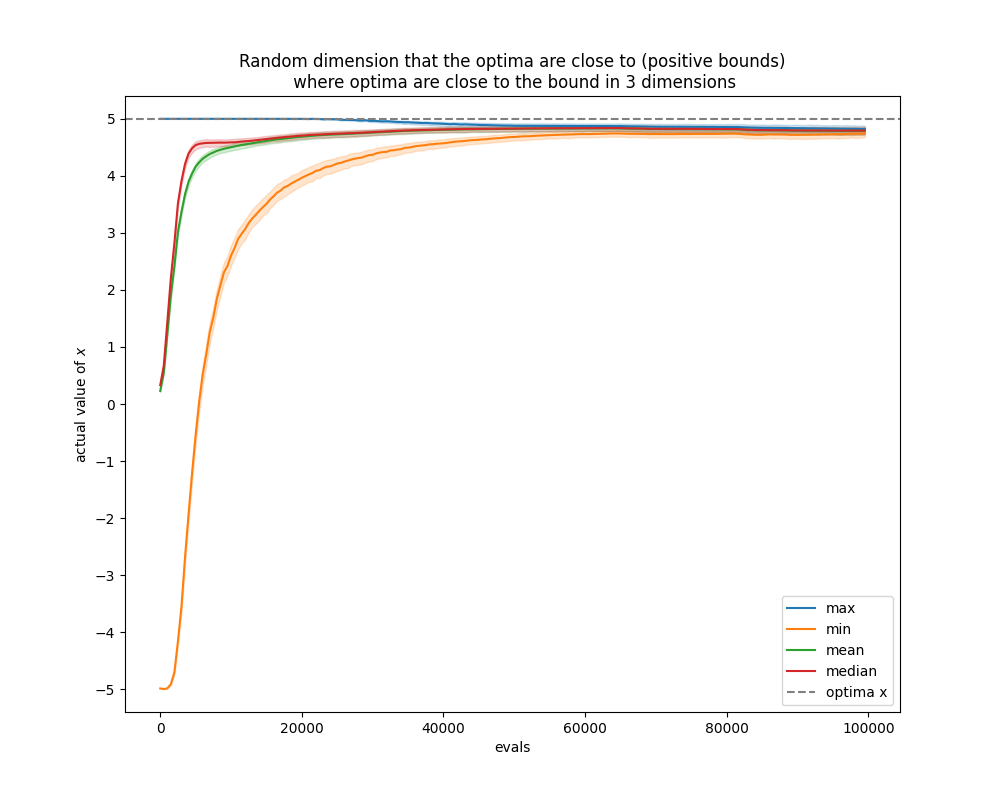 Random dimension that the optima are close to (positive bounds)
where optima are close to the bound in 3 dimensions
5
4
3
2
1
0
−1
−2
−3
−4
−5
actual value of x
max
min
mean
median
optima x
0 20000 40000 60000 80000 100000
evals